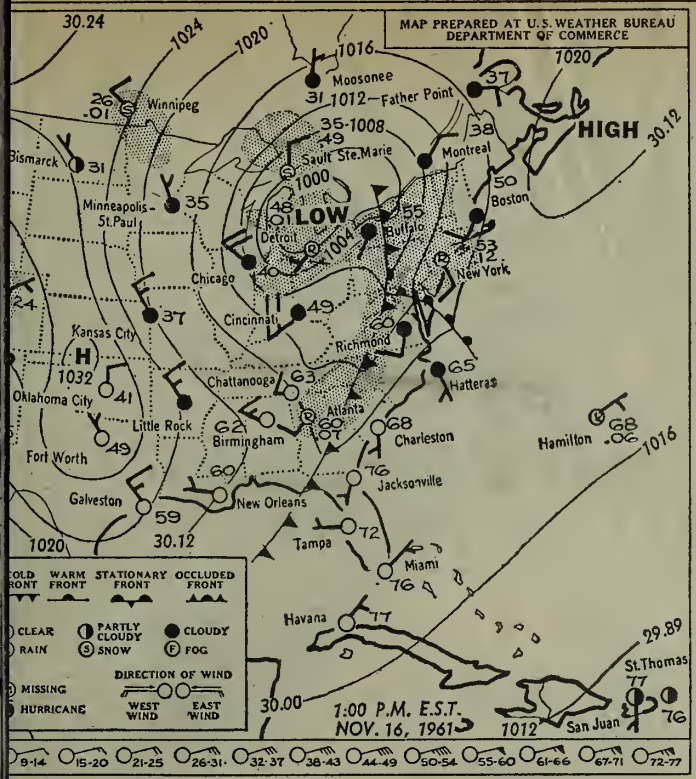 30.24
MAP PREPARED AT U.S. WEATHER BUREAU
DEPARTMENT OF COMMERCE
1024
1020
1016
1020
37
Moosonee
31
1012
Father Point
26
.01
Winnipeg
35
1008
HIGH
30.12
.49
38
Sault Ste. Marie
Montreal
Bismarck
31
1000
50
Boston
35
Minneapolis-
St. Paul
48
.01
LOW
55
Buffalo
Detroit
1004
53
.12
New York
Chicago
40
24
Cincinnati
49
37
60
Richmond
Kansas City
H
1032
63
65
Chattanooga
Hatteras
Oklahoma City
41
Little Rock
62
Birmingham
Atlanta
60
.07
68
Charleston
Hamilton
68
.06
49
Fort Worth
1016
60
76
Jacksonville
Galveston
59
New Orleans
72
1020
30.12
Tampa
Miami
76
COLD
FRONT
WARM
FRONT
STATIONARY
FRONT
OCCLUDED
FRONT
Havana
77
CLEAR
PARTLY
CLOUDY
CLOUDY
29.89
RAIN
S SNOW
F FOG
St. Thomas
77
DIRECTION OF WIND
M MISSING
HURRICANE
WEST
WIND
EAST
WIND
30.00
1:00 P.M. E.S.T.
NOV. 16, 1961
1012
San Juan
76
9-14 15-20 21-25 26-31 32-37 38-43 44-49 50-54 55-60 61-66 67-71 72-77